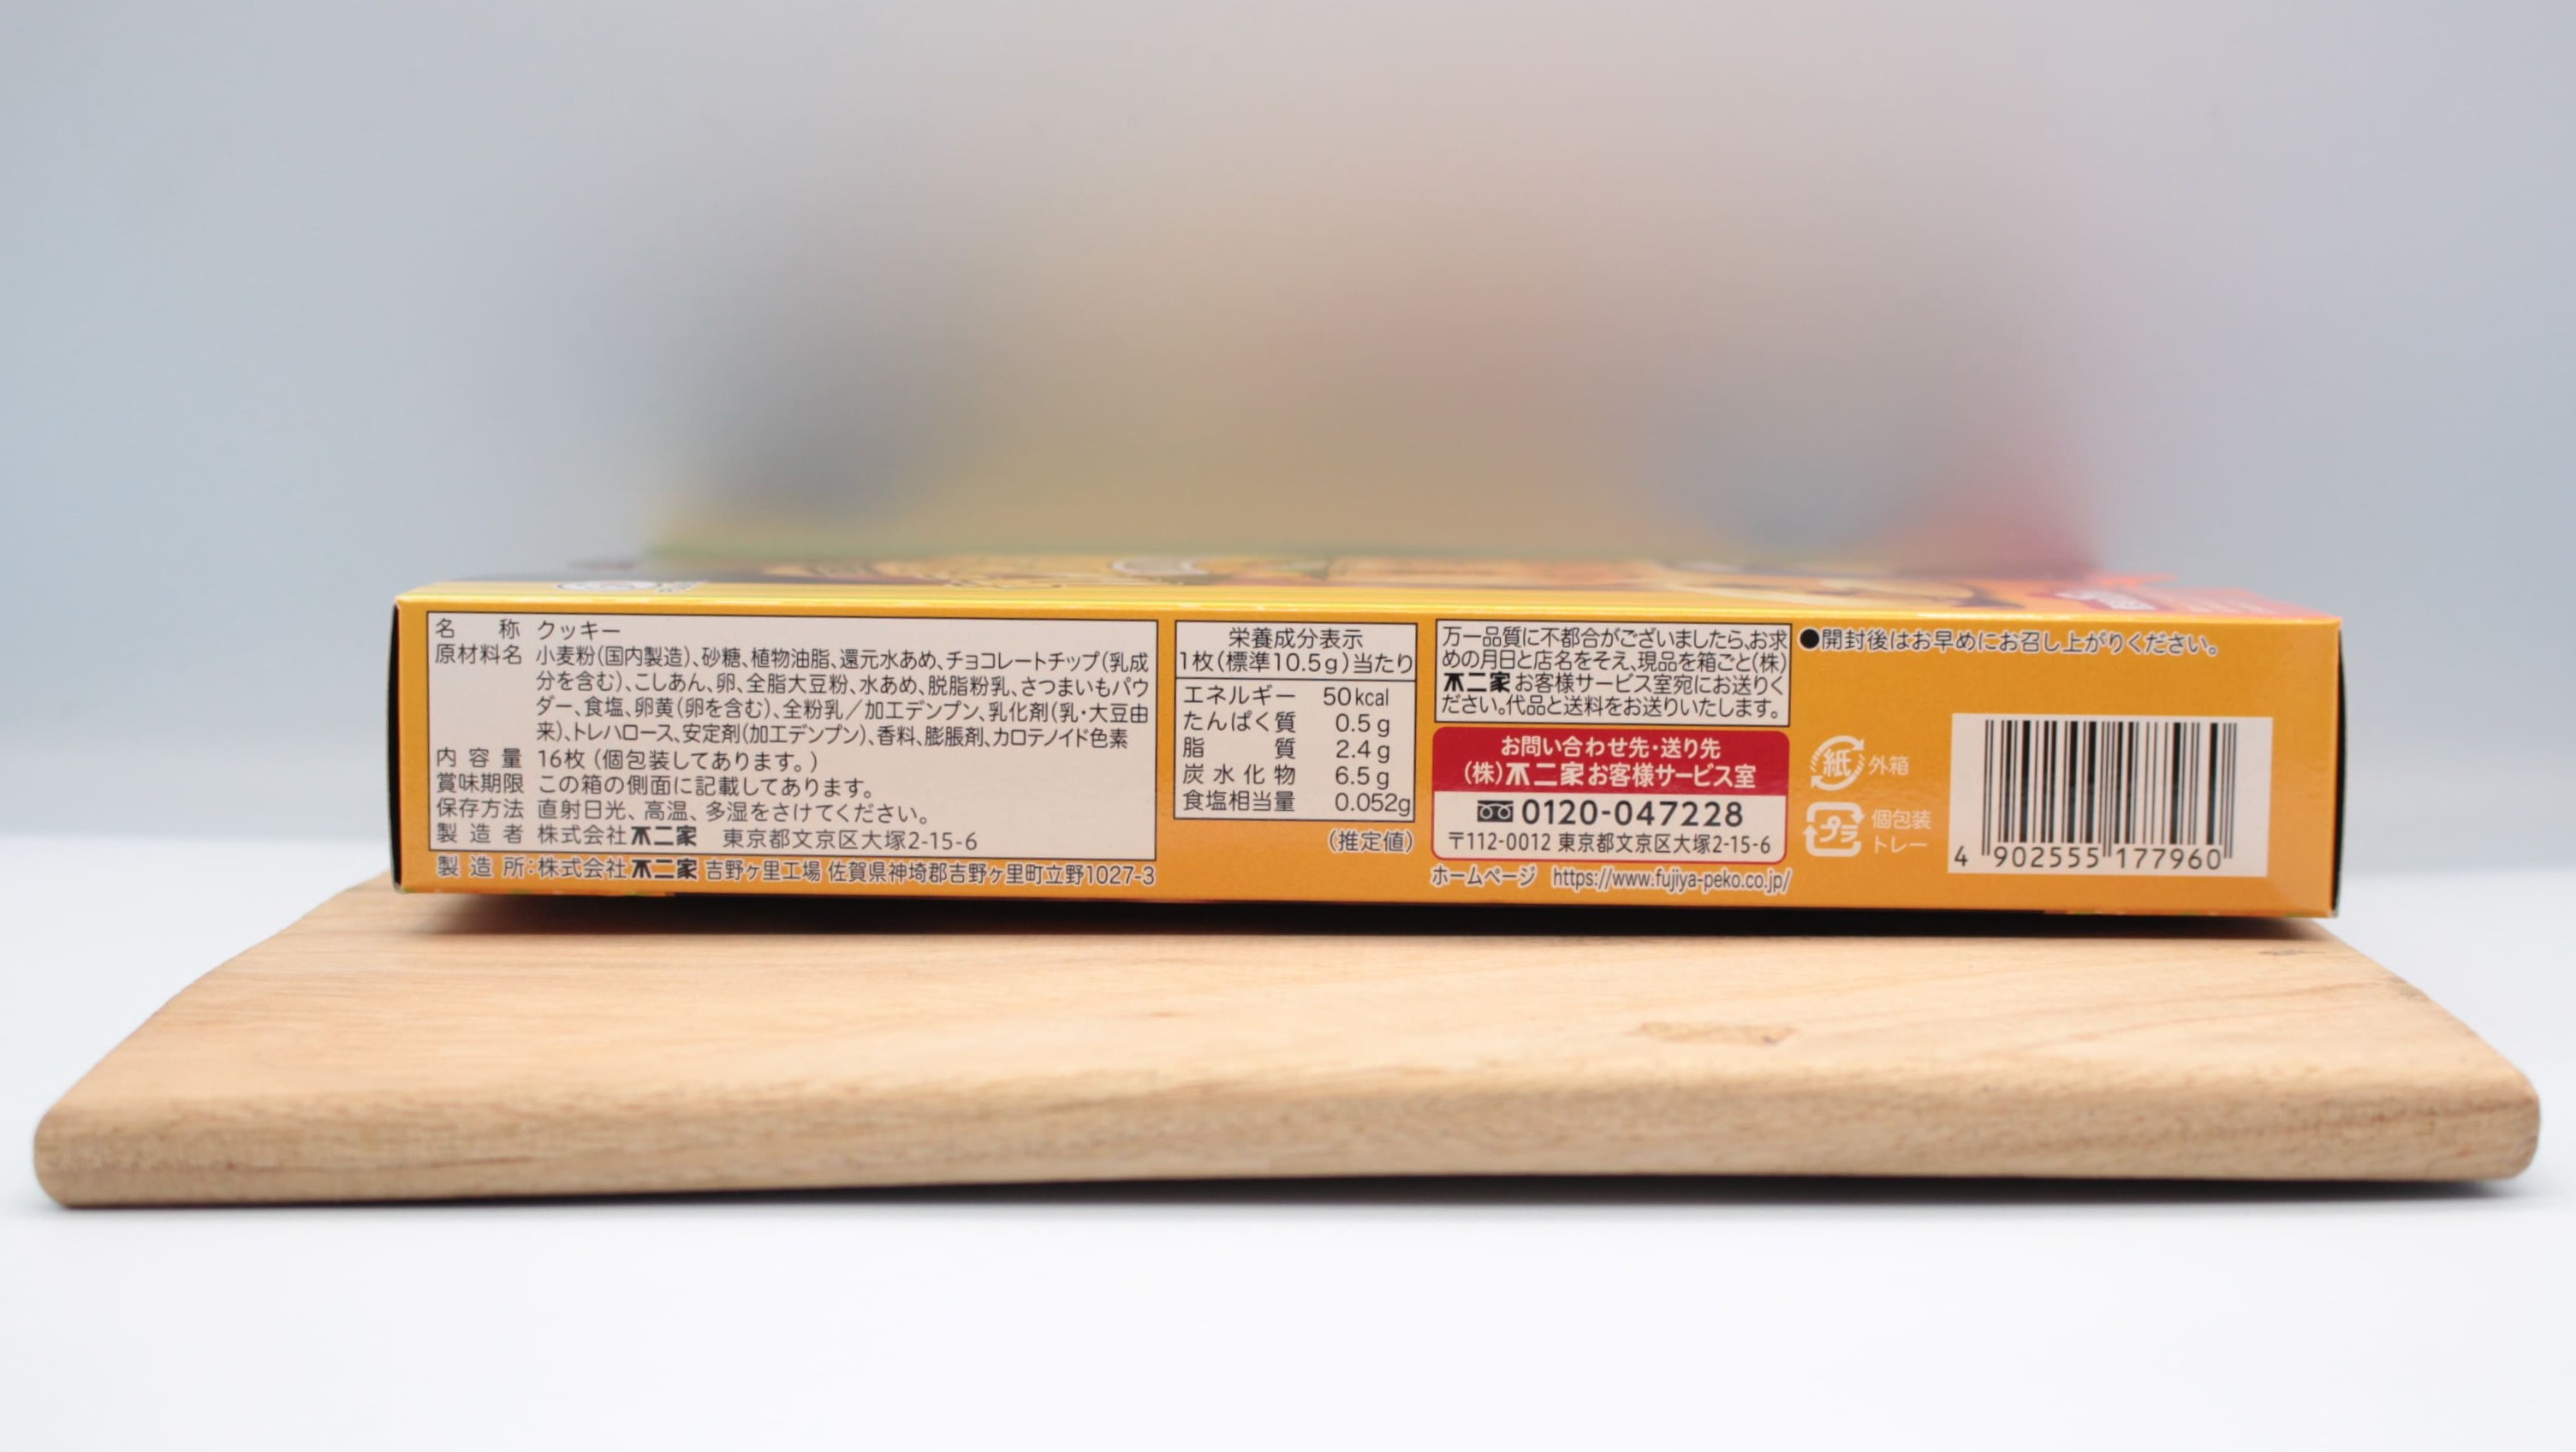 名 称 クッキー
原材料名 小麦粉(国内製造)、砂糖、植物油脂、還元水あめ、チョコレートチップ(乳成
分を含む)、こしあん、卵、全脂大豆粉、水あめ、脱脂粉乳、さつまいもパウ
ダー、食塩、卵黄(卵を含む)、全粉乳／加工デンプン、乳化剤(乳・大豆由
来)、トレハロース、安定剤(加工デンプン)、香料、膨脹剤、カロテノイド色素
内容量 16枚(個包装してあります。)
賞味期限 この箱の側面に記載してあります。
保存方法 直射日光、高温、多湿をさけてください。
製造者 株式会社不二家 東京都文京区大塚2-15-6
製造所:株式会社不二家 吉野ヶ里工場 佐賀県神埼郡吉野ヶ里町立野1027-3
栄養成分表示
1枚(標準10.5g)当たり
エネルギー 50kcal
たんぱく質 0.5g
脂質 2.4g
炭水化物 6.5g
食塩相当量 0.052g
(推定値)
万一品質に不都合がございましたら、お求
めの月日と店名をそえ、現品を箱ごと(株)
不二家お客様サービス室宛にお送りく
ださい。代品と送料をお送りいたします。
お問い合わせ先・送り先
(株)不二家お客様サービス室
0120-047228
〒112-0012 東京都文京区大塚2-15-6
ホームページ https://www.fujiya-peko.co.jp/
●開封後はお早めにお召し上がりください。
紙 外箱
プラ 個包装
トレー
4 902555 177960